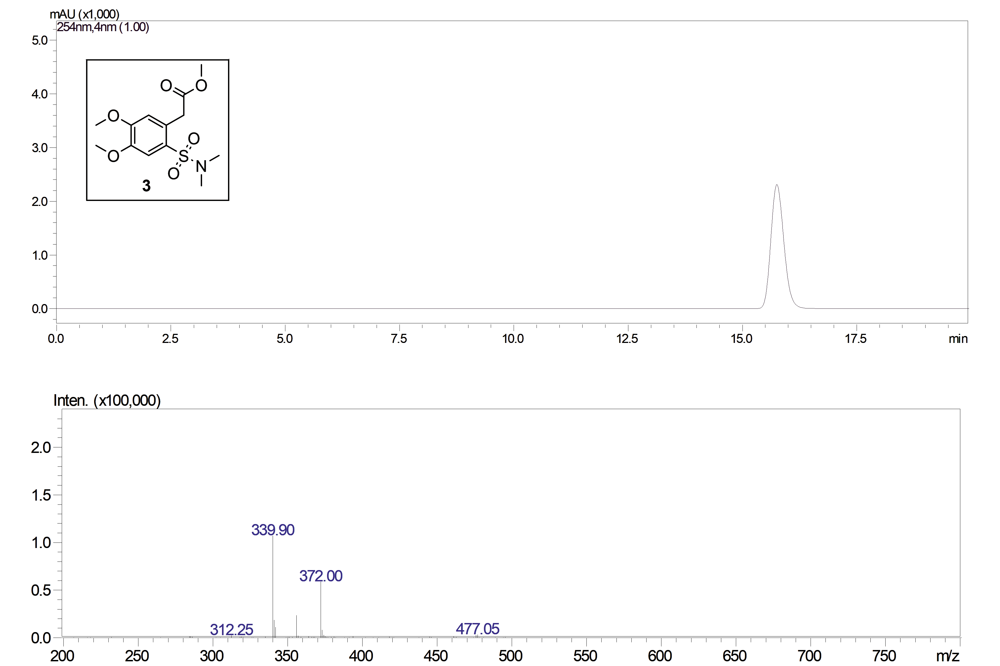 mAU (x1,000)
254nm,4nm (1.00)
5.0
4.0
3.0
2.0
1.0
0.0
O O
O
O
O
S
O N
3
0.0 2.5 5.0 7.5 10.0 12.5 15.0 17.5 min
Inten. (x100,000)
2.0
1.5
1.0
0.5
0.0
339.90
372.00
312.25 477.05
200 250 300 350 400 450 500 550 600 650 700 750 m/z